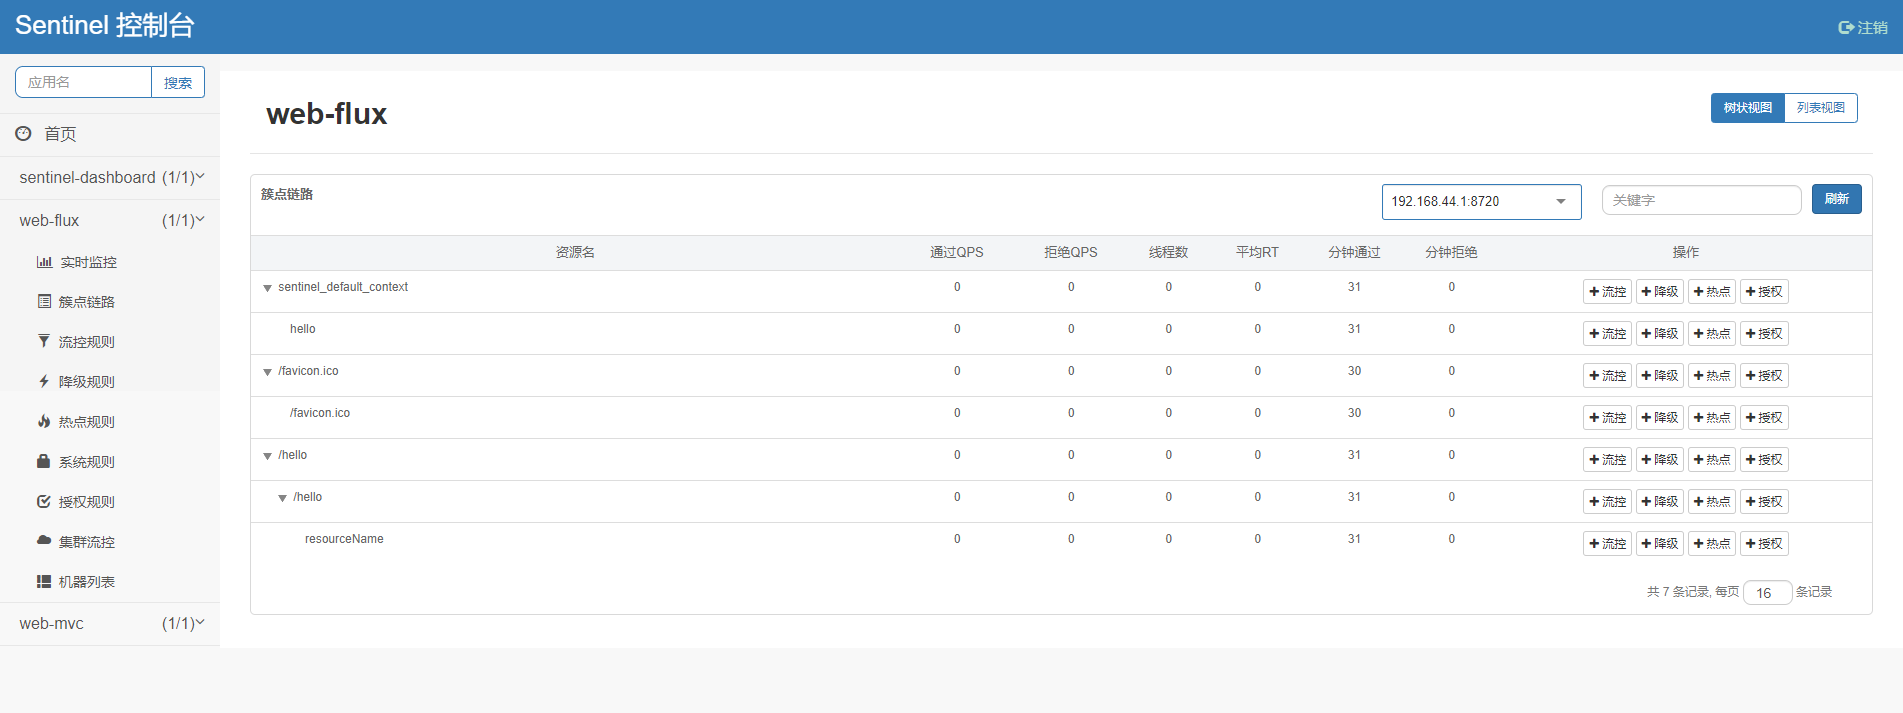 Sentinel 控制台
注销
应用名 搜索
首页
sentinel-dashboard (1/1)
web-flux (1/1)
实时监控
簇点链路
流控规则
降级规则
热点规则
系统规则
授权规则
集群流控
机器列表
web-mvc (1/1)
web-flux
树状视图 列表视图
簇点链路 192.168.44.1:8720 关键字 刷新
资源名 通过QPS 拒绝QPS 线程数 平均RT 分钟通过 分钟拒绝 操作
sentinel_default_context 0 0 0 0 31 0 流控 降级 热点 授权
hello 0 0 0 0 31 0 流控 降级 热点 授权
/favicon.ico 0 0 0 0 30 0 流控 降级 热点 授权
/favicon.ico 0 0 0 0 30 0 流控 降级 热点 授权
/hello 0 0 0 0 31 0 流控 降级 热点 授权
/hello 0 0 0 0 31 0 流控 降级 热点 授权
resourceName 0 0 0 0 31 0 流控 降级 热点 授权
共 7 条记录, 每页 16 条记录